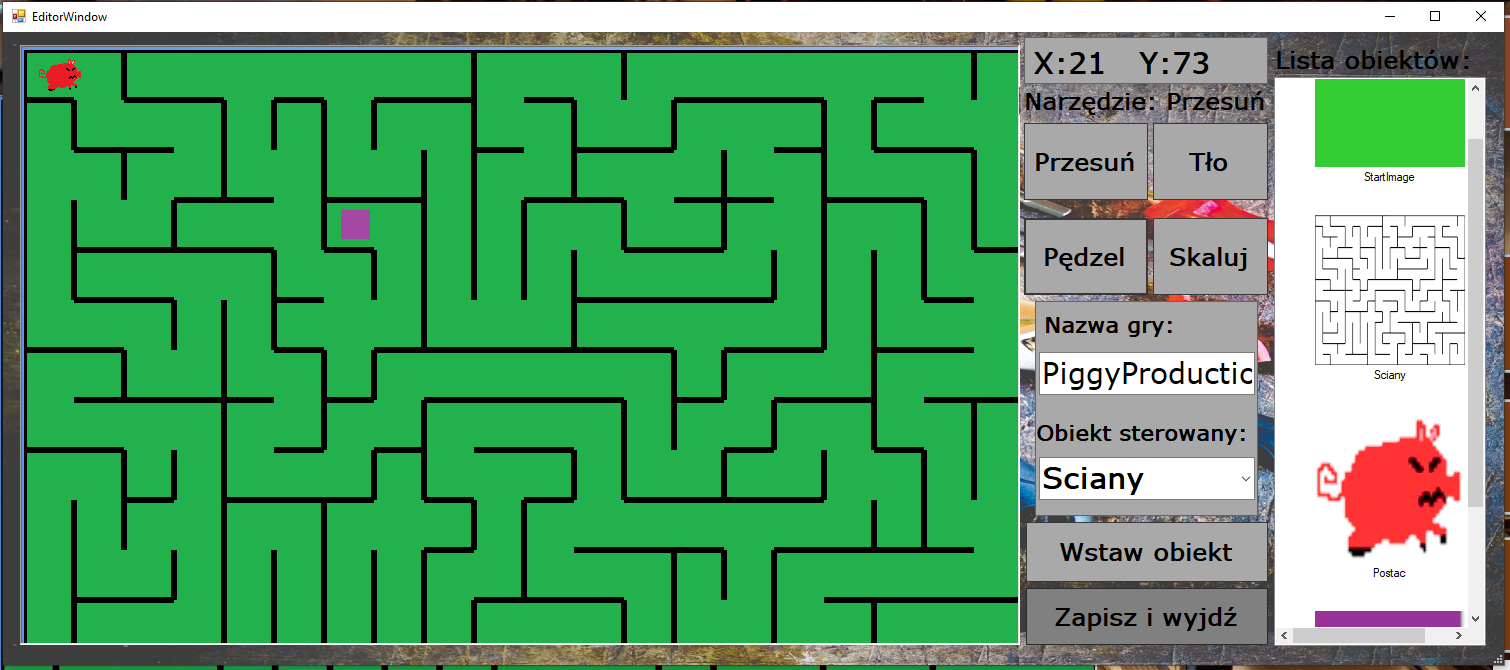 EditorWindow
X:21 Y:73
Narzędzie: Przesuń
Przesuń
Tło
Pędzel
Skaluj
Nazwa gry:
PiggyProductic
Obiekt sterowany:
Sciany
Wstaw obiekt
Zapisz i wyjdź
Lista obiektów:
StartImage
Sciany
Postac